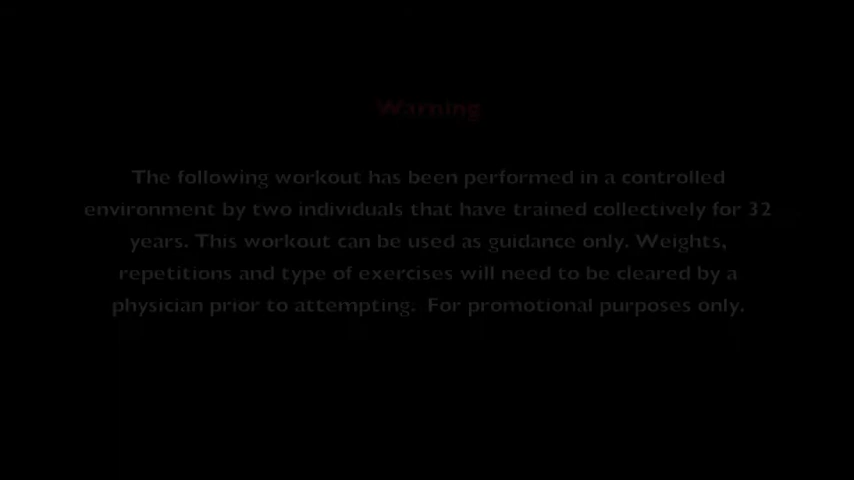 Warning
The following workout has been performed in a controlled
environment by two individuals that have trained collectively for 32
years. This workout can be used as guidance only. Weights,
repetitions and type of exercises will need to be cleared by a
physician prior to attempting. For promotional purposes only.